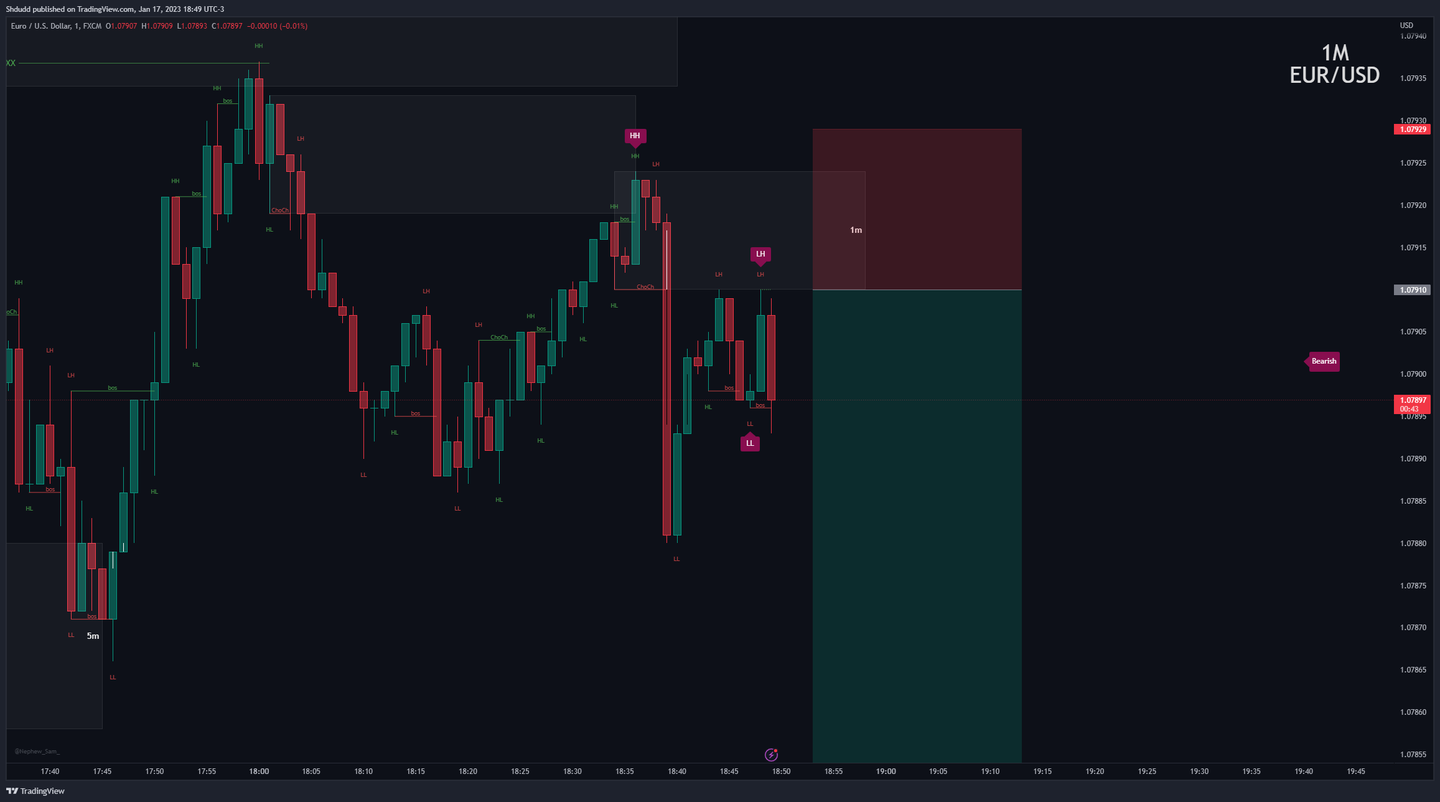 Shdudd published on TradingView.com, Jan 17, 2023 18:49 UTC-3
Euro / U.S. Dollar, 1, FXCM O1.07907 H1.07909 L1.07893 C1.07897 −0.00010 (−0.01%)
USD
1.07940
1M
EUR/USD
HH
XX
1.07935
HH
bos
1.07930
1.07929
HH
LH
HH
LH
1.07925
HH
bos
1.07920
HH
bos
ChoCh
HL
1m
1.07915
LH
LH
LH
HH
ChoCh
1.07910
LH
HL
oCh
LH
HH
bos
1.07905
ChoCh
HL
LH
HL
Bearish
LH
1.07900
bos
bos
1.07897
00:43
HL
bos
1.07895
bos
LL
HL
HL
LL
1.07890
LL
bos
HL
1.07885
HL
LL
HL
1.07880
LL
1.07875
bos
1.07870
LL
5m
1.07865
LL
1.07860
@Nephew_Sam_
1.07855
17:40 17:45 17:50 17:55 18:00 18:05 18:10 18:15 18:20 18:25 18:30 18:35 18:40 18:45 18:50 18:55 19:00 19:05 19:10 19:15 19:20 19:25 19:30 19:35 19:40 19:45
TradingView